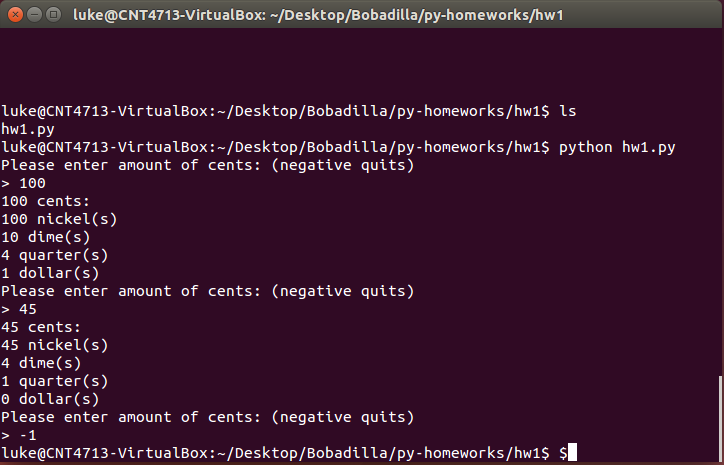 luke@CNT4713-VirtualBox: ~/Desktop/Bobadilla/py-homeworks/hw1
luke@CNT4713-VirtualBox:~/Desktop/Bobadilla/py-homeworks/hw1$ ls
hw1.py
luke@CNT4713-VirtualBox:~/Desktop/Bobadilla/py-homeworks/hw1$ python hw1.py
Please enter amount of cents: (negative quits)
> 100
100 cents:
100 nickel(s)
10 dime(s)
4 quarter(s)
1 dollar(s)
Please enter amount of cents: (negative quits)
> 45
45 cents:
45 nickel(s)
4 dime(s)
1 quarter(s)
0 dollar(s)
Please enter amount of cents: (negative quits)
> -1
luke@CNT4713-VirtualBox:~/Desktop/Bobadilla/py-homeworks/hw1$ $